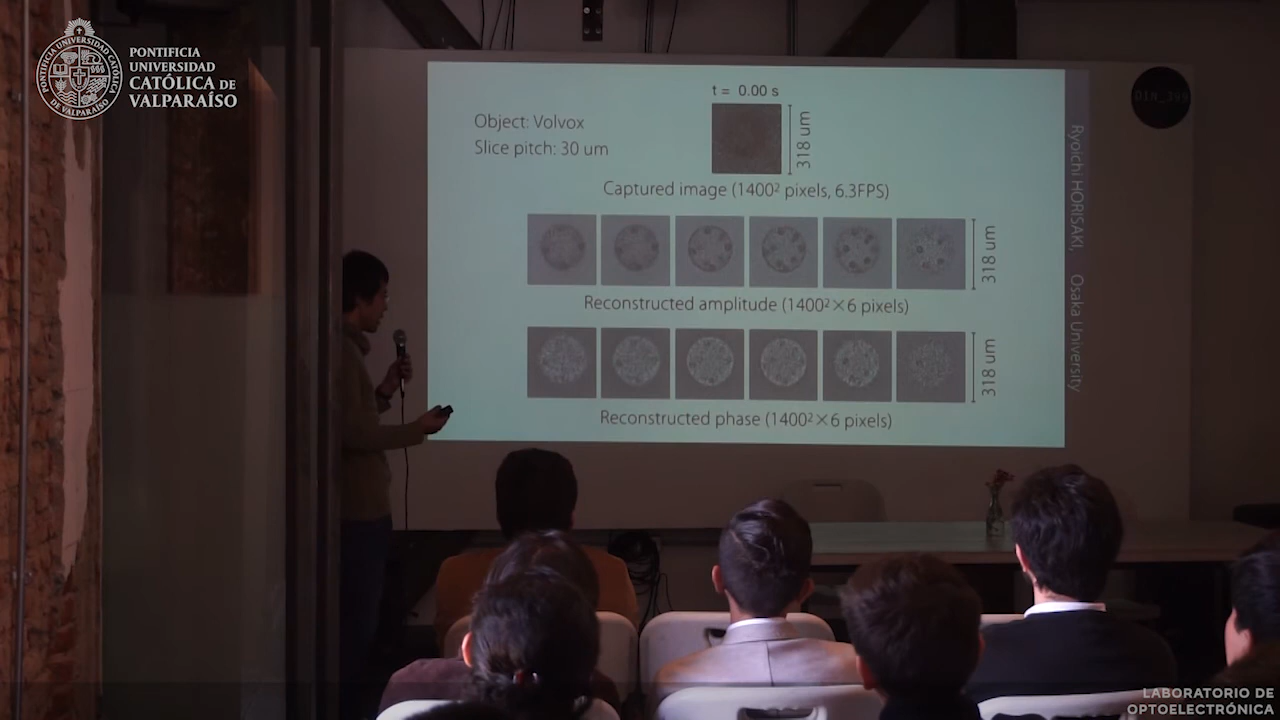 PONTIFICIA
UNIVERSIDAD
CATÓLICA DE
VALPARAÍSO
t = 0.00 s
Object: Volvox
Slice pitch: 30 um
318 um
Captured image (1400² pixels, 6.3FPS)
318 um
Reconstructed amplitude (1400²×6 pixels)
318 um
Reconstructed phase (1400²×6 pixels)
Ryoichi HORISAKI, Osaka University
LABORATORIO DE
OPTOELECTRÓNICA